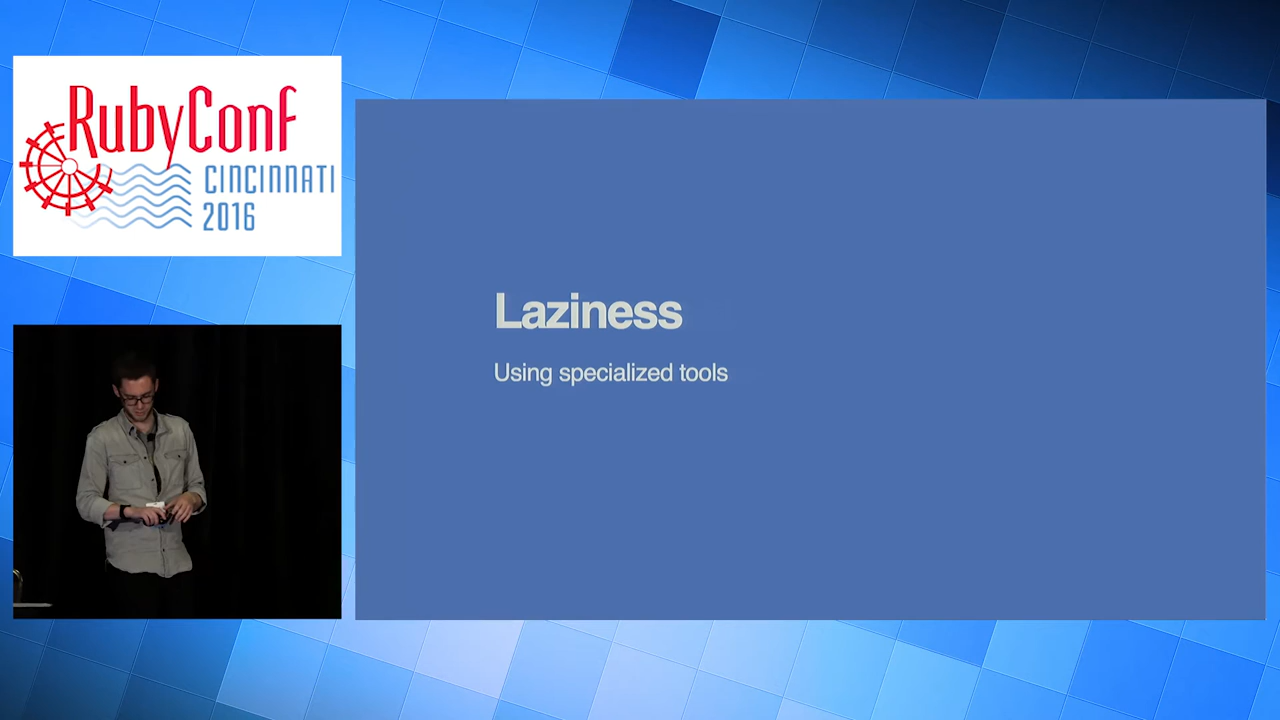 RubyConf
CINCINNATI
2016
Laziness
Using specialized tools